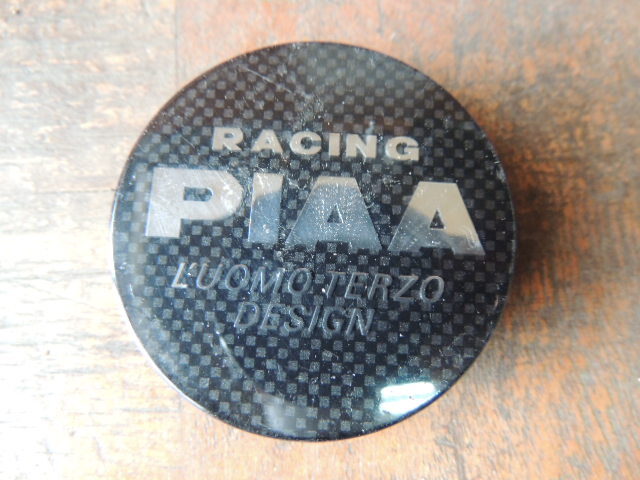 RACING
PIAA
L'UOMO TERZO
DESIGN